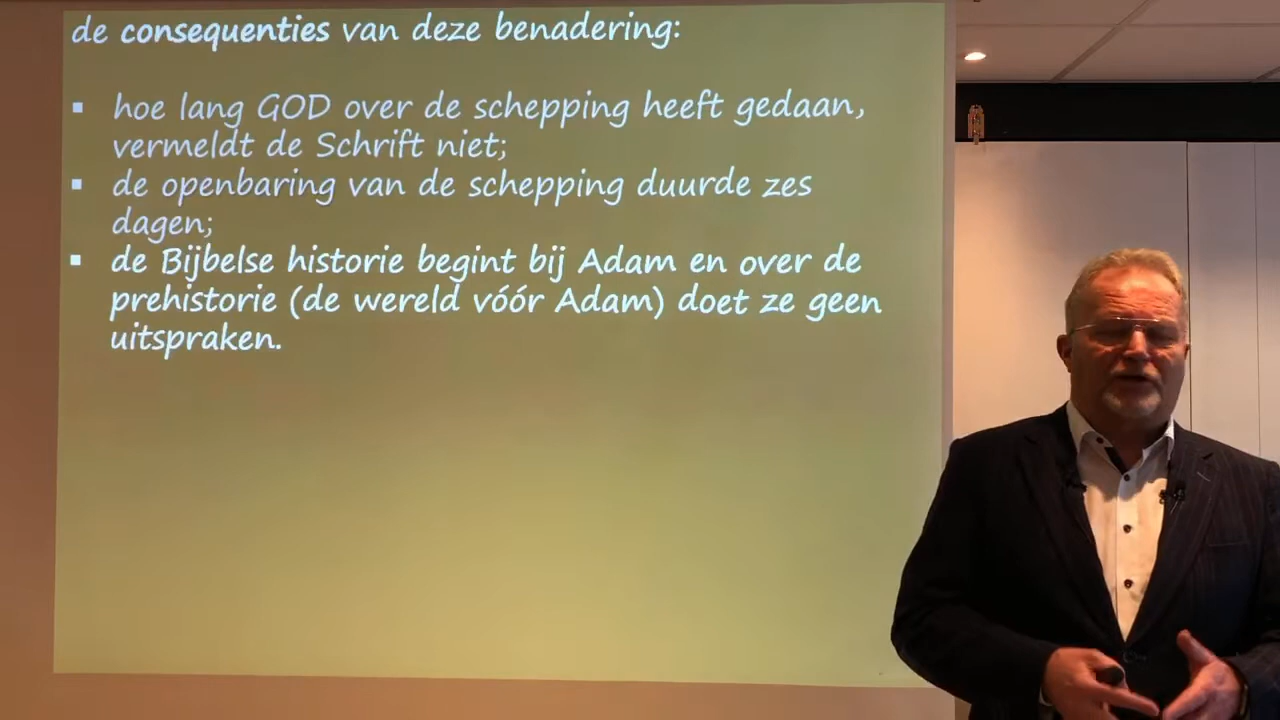 de consequenties van deze benadering:
▪ hoe lang GOD over de schepping heeft gedaan,
vermeldt de Schrift niet;
▪ de openbaring van de schepping duurde zes
dagen;
▪ de Bijbelse historie begint bij Adam en over de
prehistorie (de wereld vóór Adam) doet ze geen
uitspraken.